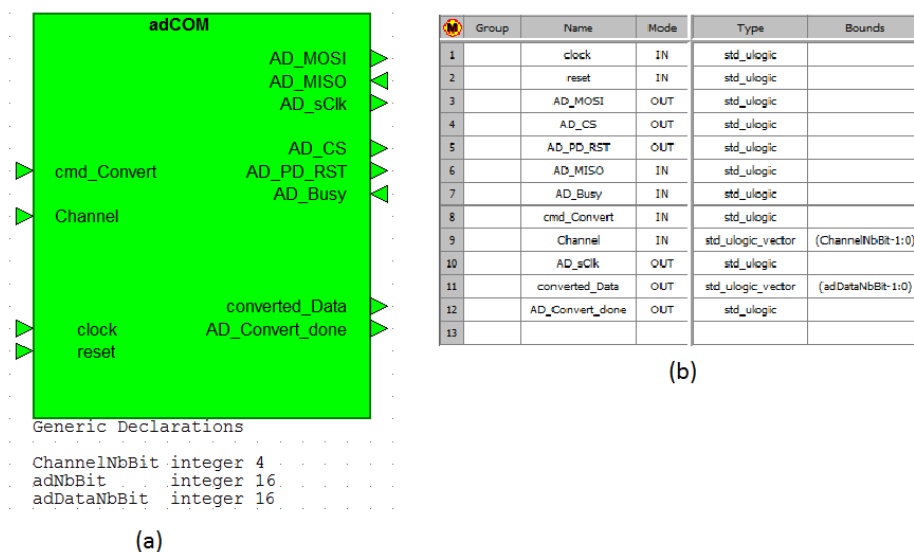 adCOM
AD_MOSI
AD_MISO
AD_sClk
AD_CS
cmd_Convert AD_PD_RST
AD_Busy
Channel
converted_Data
clock AD_Convert_done
reset
Generic Declarations
ChannelNbBit integer 4
adNbBit integer 16
adDataNbBit integer 16
(a)
M Group Name Mode Type Bounds
1 clock IN std_ulogic
2 reset IN std_ulogic
3 AD_MOSI OUT std_ulogic
4 AD_CS OUT std_ulogic
5 AD_PD_RST OUT std_ulogic
6 AD_MISO IN std_ulogic
7 AD_Busy IN std_ulogic
8 cmd_Convert IN std_ulogic
9 Channel IN std_ulogic_vector (ChannelNbBit-1:0)
10 AD_sClk OUT std_ulogic
11 converted_Data OUT std_ulogic_vector (adDataNbBit-1:0)
12 AD_Convert_done OUT std_ulogic
13
(b)